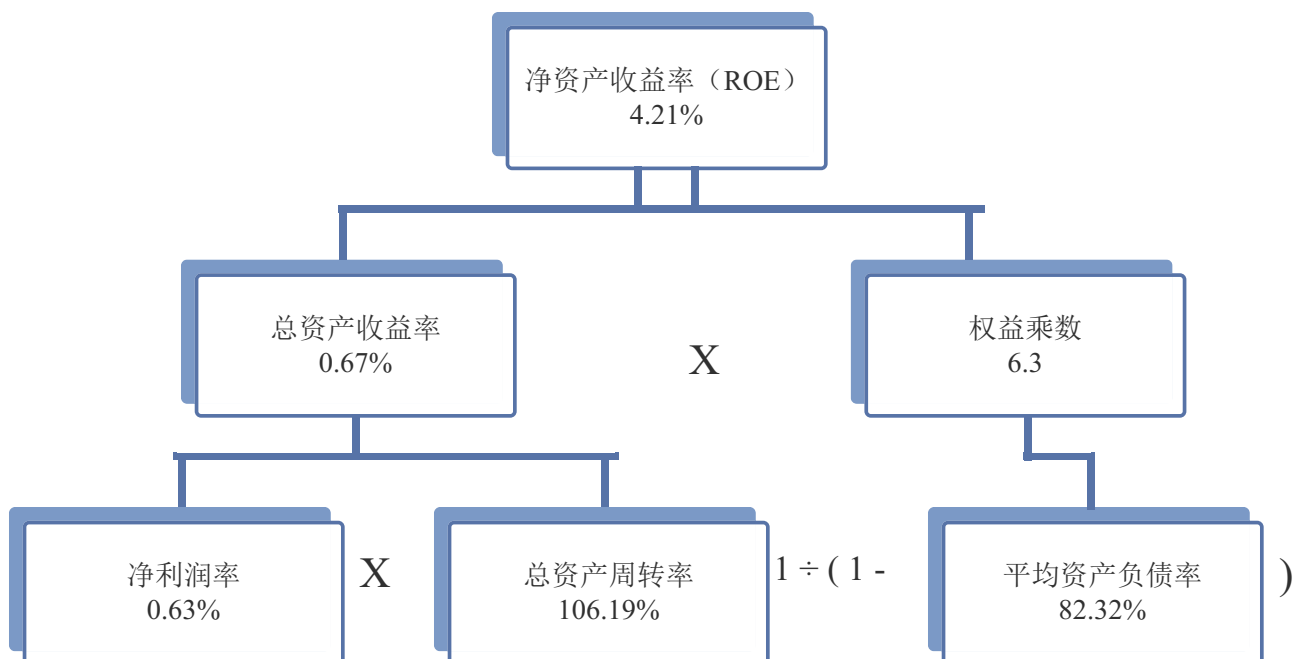 净资产收益率（ROE）
4.21%
总资产收益率
0.67%
X
权益乘数
6.3
净利润率
0.63%
X
总资产周转率
106.19%
1 ÷ ( 1 -
平均资产负债率
82.32%
)